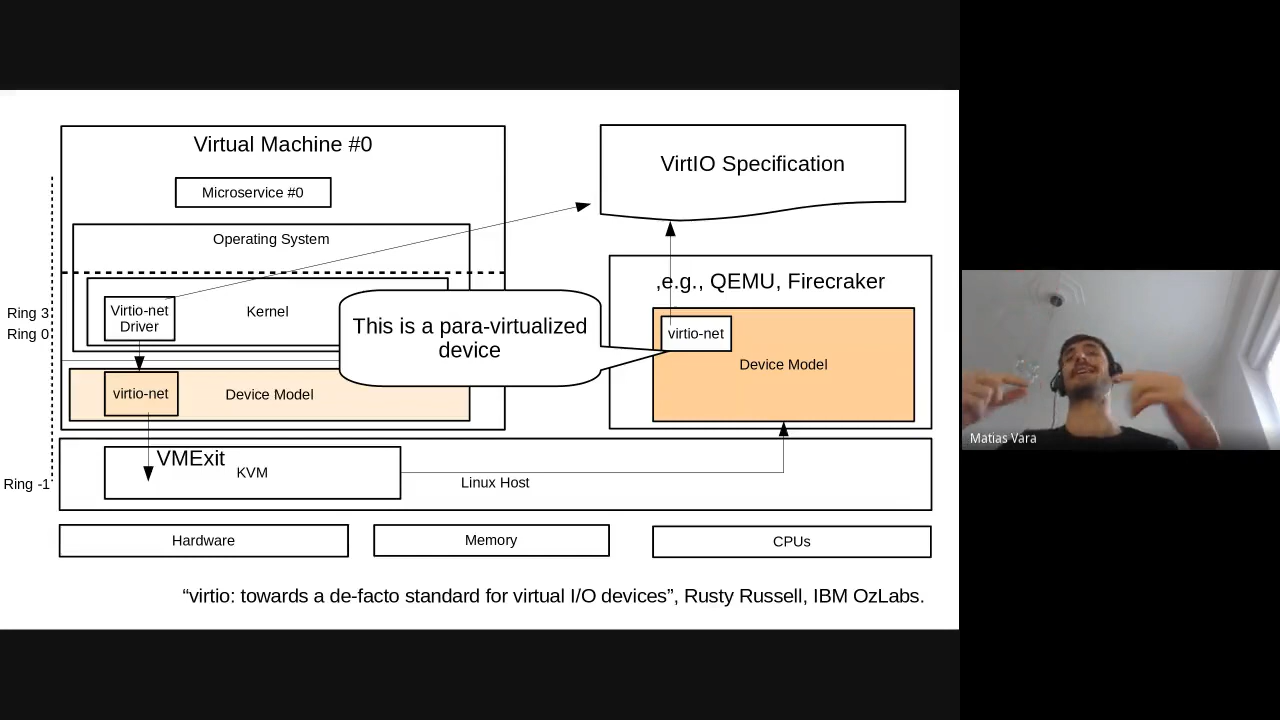 Virtual Machine #0
Microservice #0
Operating System
Virtio-net
Driver
Kernel
Ring 3
Ring 0
virtio-net
Device Model
VMExit
KVM
Linux Host
Ring -1
Hardware
Memory
CPUs
VirtIO Specification
,e.g., QEMU, Firecraker
virtio-net
Device Model
This is a para-virtualized
device
“virtio: towards a de-facto standard for virtual I/O devices”, Rusty Russell, IBM OzLabs.
Matias Vara